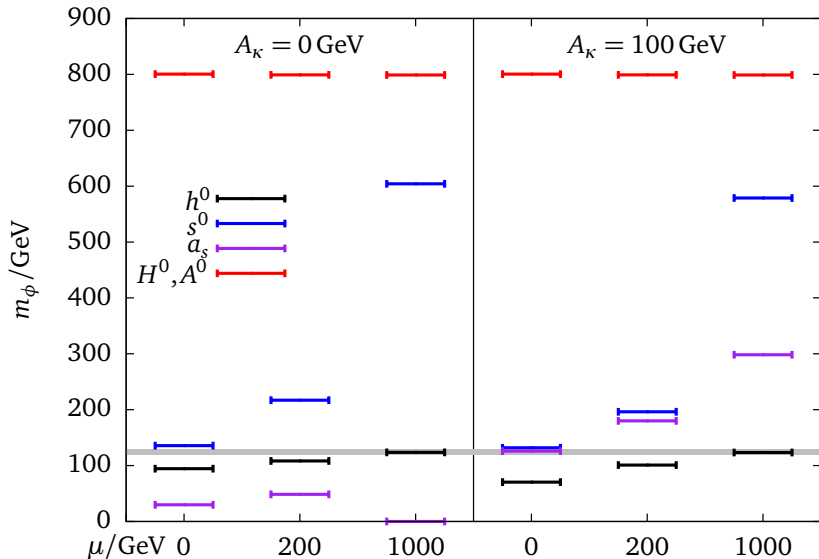 900
800
700
600
500
400
300
200
100
0
m_ϕ/GeV
A_κ = 0 GeV
A_κ = 100 GeV
h^0
s^0
a_s
H^0, A^0
μ/GeV 0 200 1000 0 200 1000